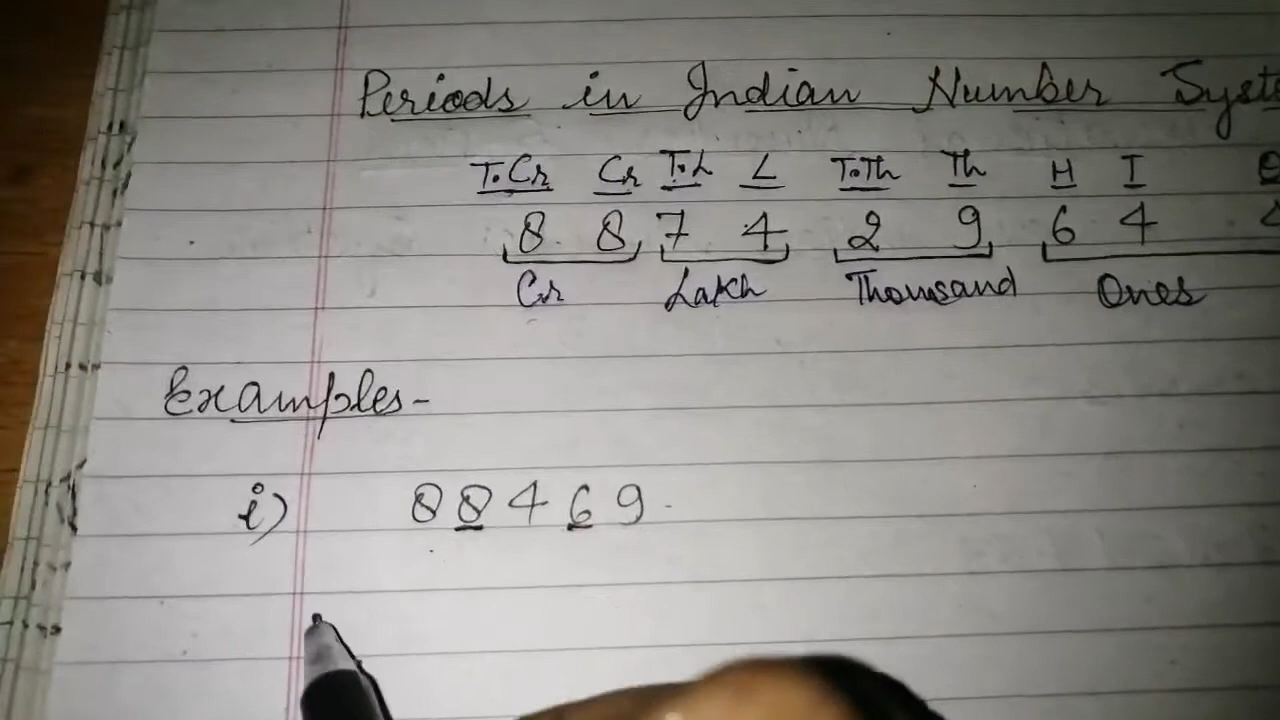 Periods in Indian Number Syste
T.Cr Cr T.L L T.Th Th H T O
8 8 7 4 2 9 6 4
Cr Lakh Thousand Ones
Examples-
i) 88469